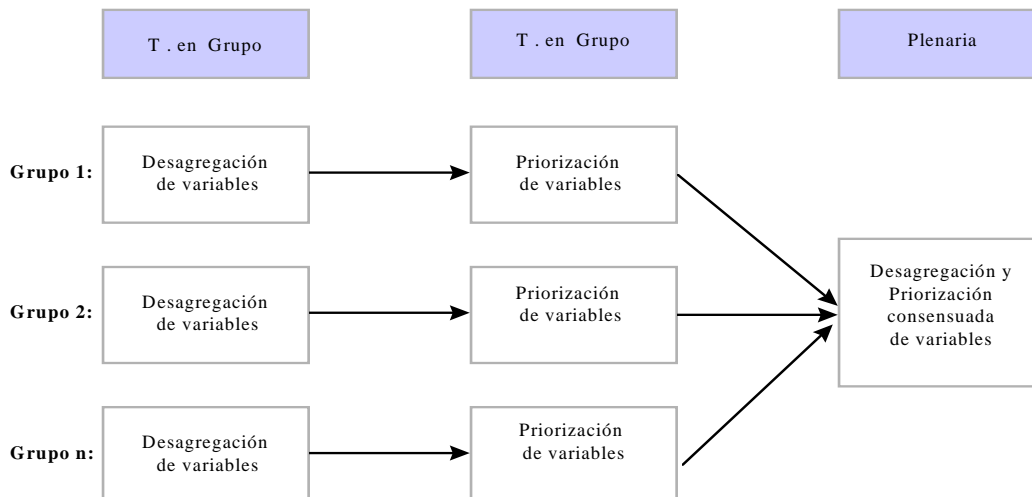 T . en Grupo
T . en Grupo
Plenaria
Grupo 1:
Desagregación
de variables
Priorización
de variables
Grupo 2:
Desagregación
de variables
Priorización
de variables
Desagregación y
Priorización
consensuada
de variables
Grupo n:
Desagregación
de variables
Priorización
de variables